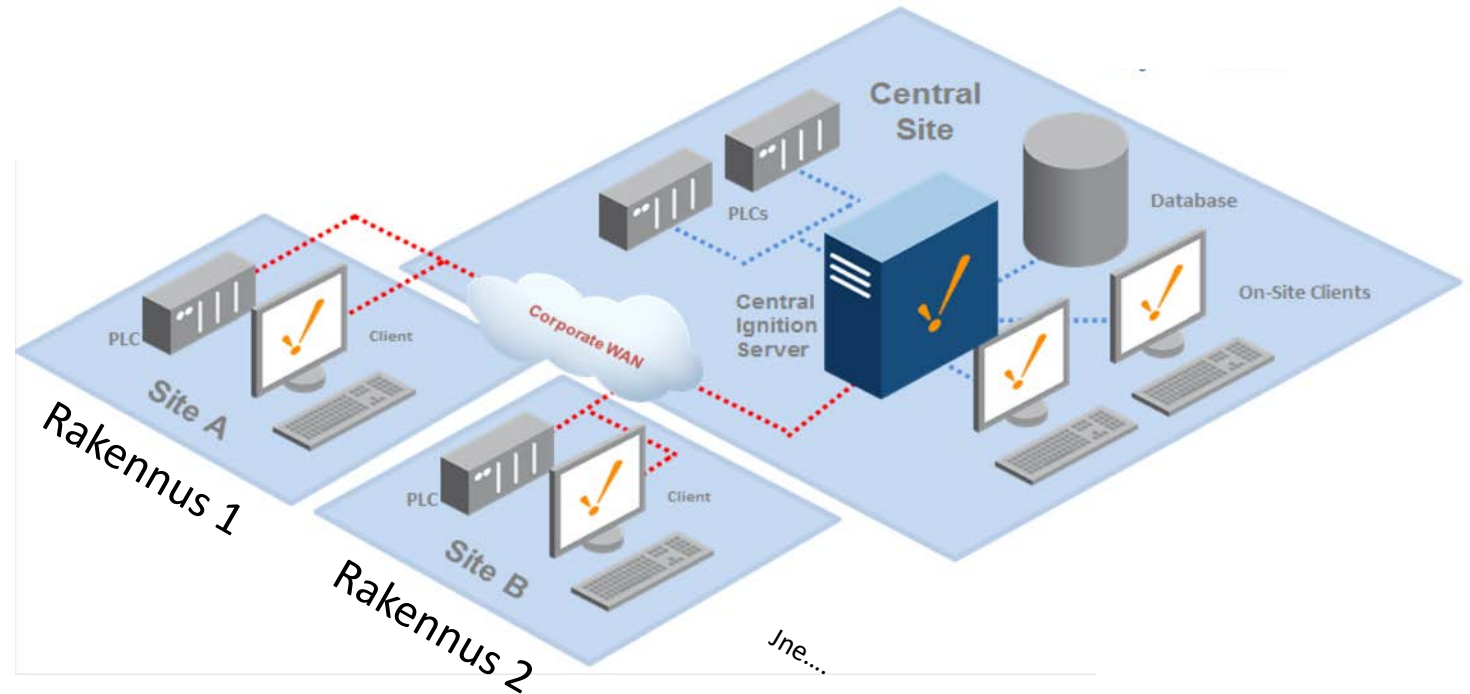 Central
Site
PLCs
Database
Central
Ignition
Server
On-Site Clients
Corporate WAN
PLC
Client
Site A
Rakennus 1
PLC
Client
Site B
Rakennus 2
Jne....